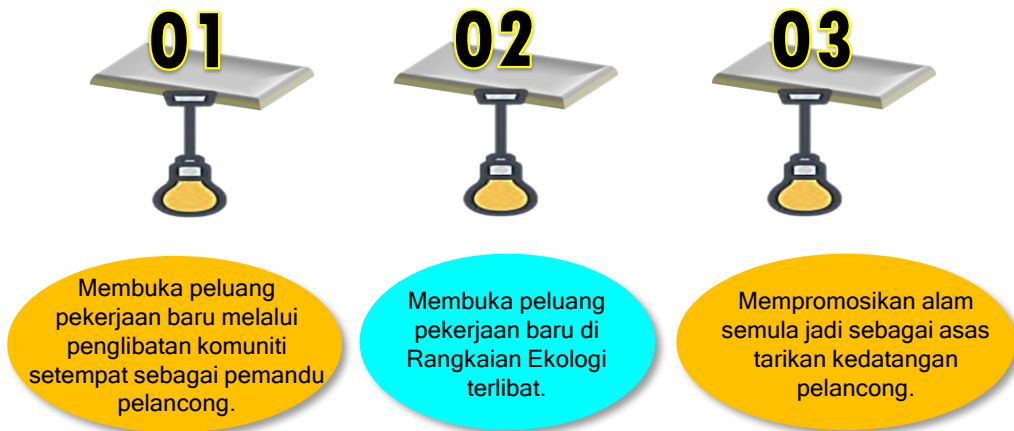 01
02
03
Membuka peluang
pekerjaan baru melalui
penglibatan komuniti
setempat sebagai pemandu
pelancong.
Membuka peluang
pekerjaan baru di
Rangkaian Ekologi
terlibat.
Mempromosikan alam
semula jadi sebagai asas
tarikan kedatangan
pelancong.